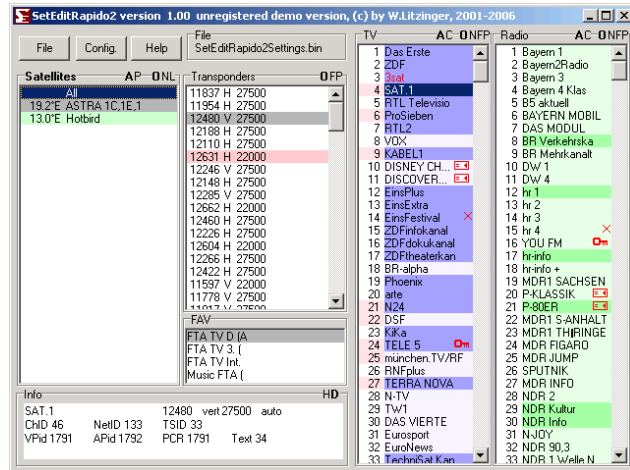 SetEditRapido2 version 1.00 unregistered demo version, (c) by W.Litzinger, 2001-2006
File
Config.
Help
File
SetEditRapido2Settings.bin
Satellites A P O N L
All
19.2°E ASTRA 1C,1E,1
13.0°E Hotbird
Transponders O F P
11837 H 27500
11954 H 27500
12480 V 27500
12188 H 27500
12110 H 27500
12631 H 22000
12246 V 27500
12148 H 27500
12285 V 27500
12662 H 22000
12460 H 27500
12226 H 27500
12604 H 22000
12266 H 27500
12422 H 27500
11597 V 22000
11778 V 27500
FAV
FTA TV D (A
FTA TV 3. (
FTA TV Int.
Music FTA (
Info HD
SAT.1 12480 vert 27500 auto
ChID 46 NetID 133 TSID 33
VPid 1791 APid 1792 PCR 1791 Text 34
TV A C O N F P
1 Das Erste
2 ZDF
3 3sat
4 SAT.1
5 RTL Televisio
6 ProSieben
7 RTL2
8 VOX
9 KABEL1
10 DISNEY CH...
11 DISCOVER...
12 EinsPlus
13 EinsExtra
14 EinsFestival
15 ZDFinfokanal
16 ZDFdokukanal
17 ZDFtheaterkan
18 BR-alpha
19 Phoenix
20 arte
21 N24
22 DSF
23 KiKa
24 TELE 5
25 münchen.TV/RF
26 RNFplus
27 TERRA NOVA
28 N-TV
29 TW1
30 DAS VIERTE
31 Eurosport
32 EuroNews
33 TechniSat Kan
Radio A C O N F P
1 Bayern 1
2 Bayern2Radio
3 Bayern 3
4 Bayern 4 Klas
5 B5 aktuell
6 BAYERN MOBIL
7 DAS MODUL
8 BR Verkehrska
9 BR Mehrkanalt
10 DW 1
11 DW 4
12 hr 1
13 hr 2
14 hr 3
15 hr 4
16 YOU FM
17 hr-info
18 hr-info +
19 MDR1 SACHSEN
20 P-KLASSIK
21 P-80ER
22 MDR1 S-ANHALT
23 MDR1 THIRINGE
24 MDR FIGARO
25 MDR JUMP
26 SPUTNIK
27 MDR INFO
28 NDR 2
29 NDR Kultur
30 NDR Info
31 N-JOY
32 NDR 90,3
33 NDR 1 Welle N